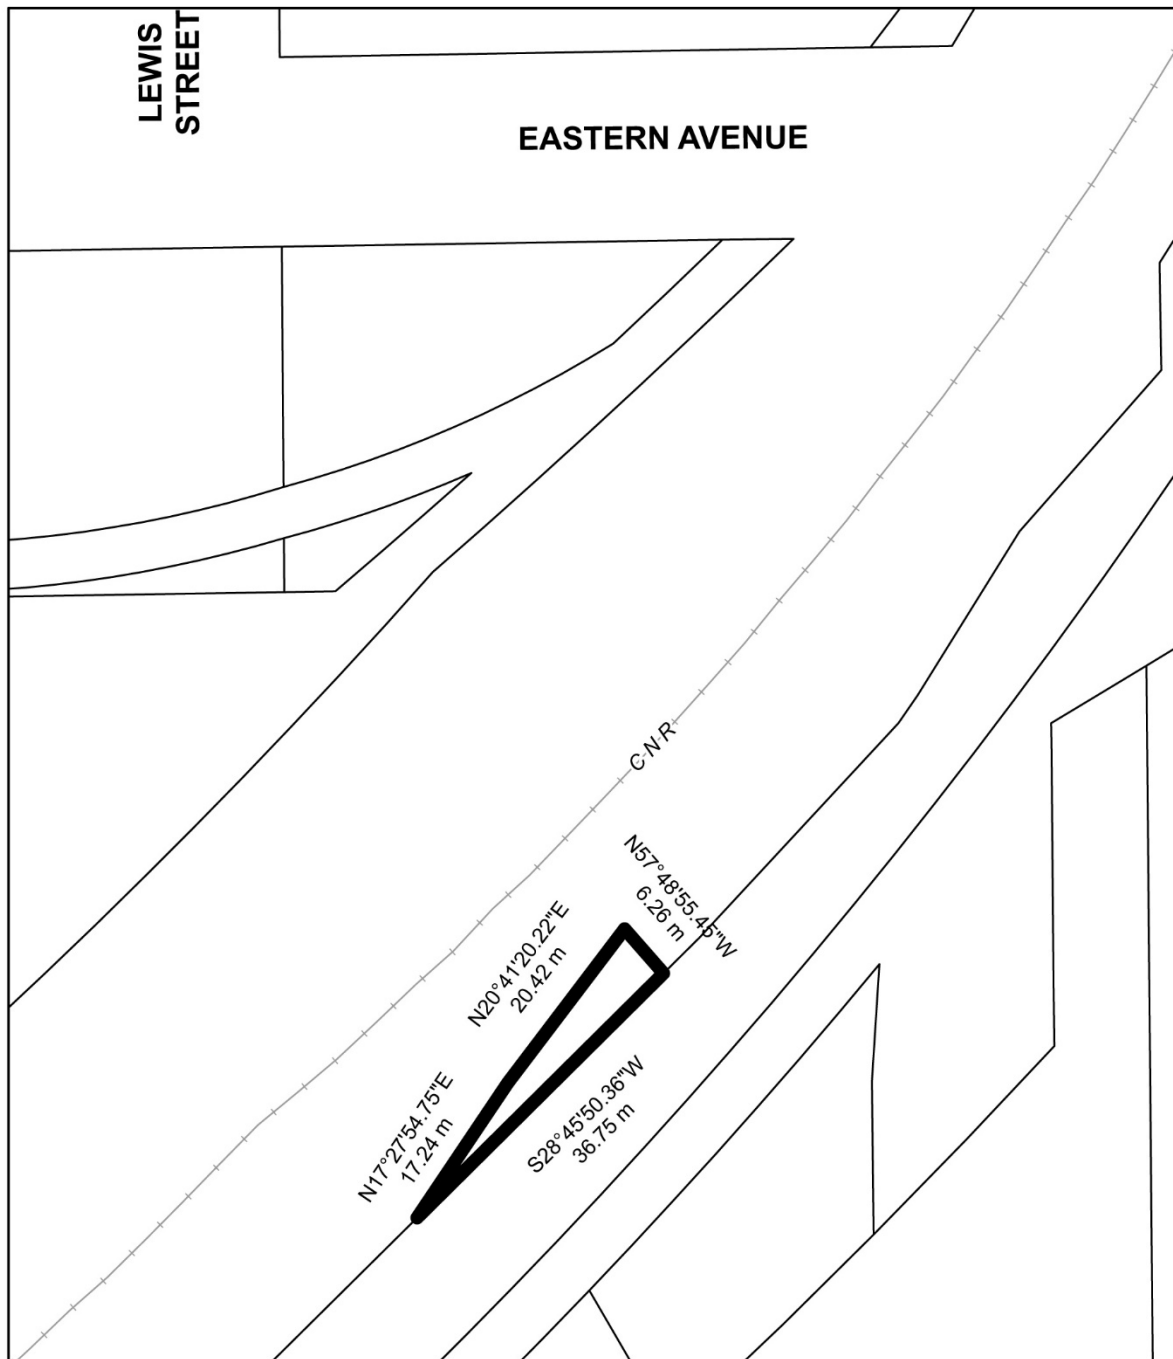 LEWIS
STREET
EASTERN AVENUE
C-N-R
N57°48'55.45"W
6.26 m
N20°41'20.22"E
20.42 m
N17°27'54.75"E
17.24 m
S28°45'50.36"W
36.75 m